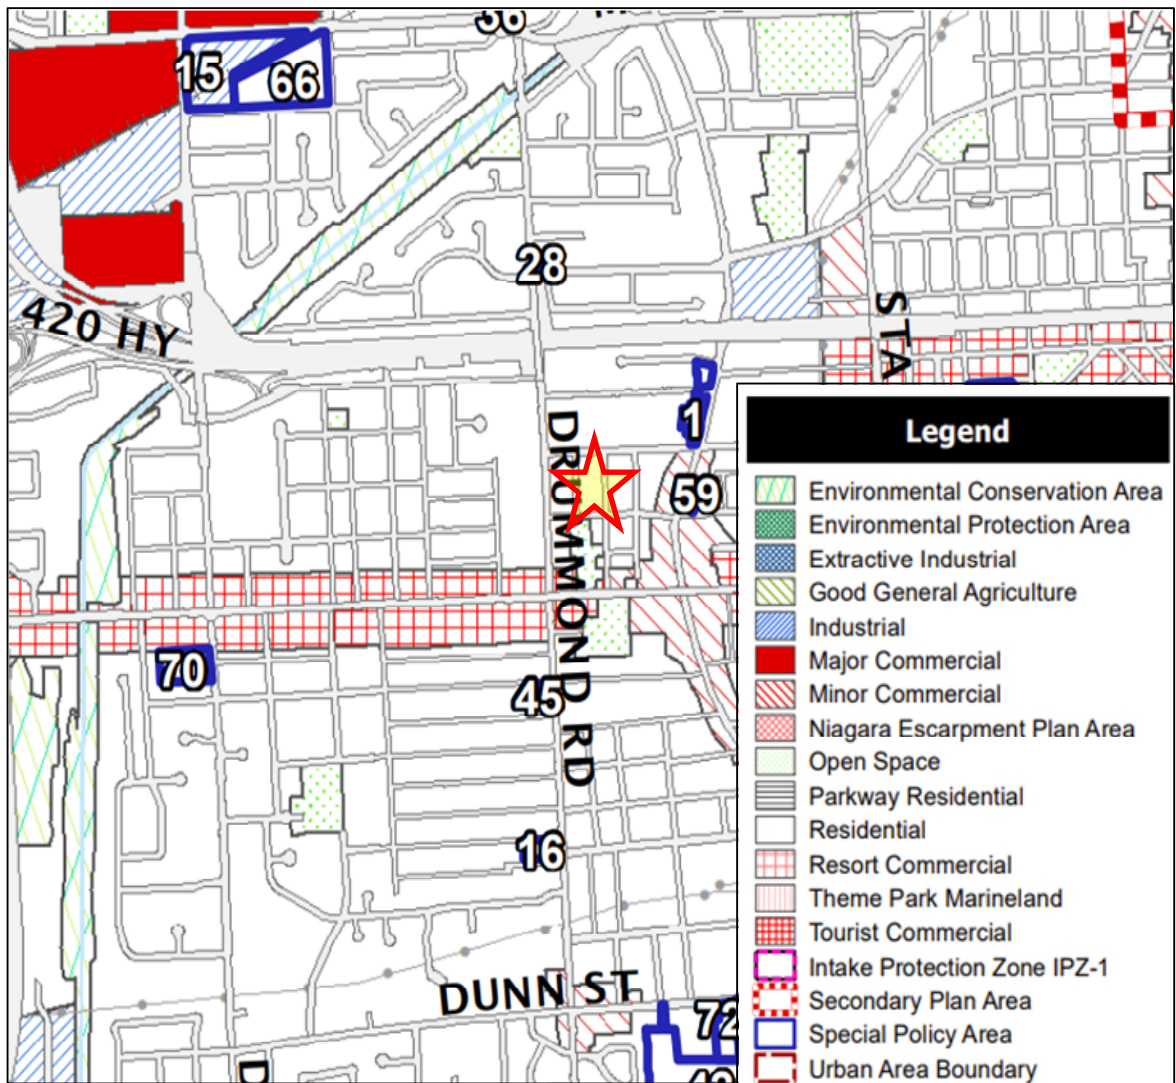 36
15
66
28
420 HY
STA
DRUMMOND RD
1
59
70
45
16
DUNN ST
72
D
Legend
Environmental Conservation Area
Environmental Protection Area
Extractive Industrial
Good General Agriculture
Industrial
Major Commercial
Minor Commercial
Niagara Escarpment Plan Area
Open Space
Parkway Residential
Residential
Resort Commercial
Theme Park Marineland
Tourist Commercial
Intake Protection Zone IPZ-1
Secondary Plan Area
Special Policy Area
Urban Area Boundary